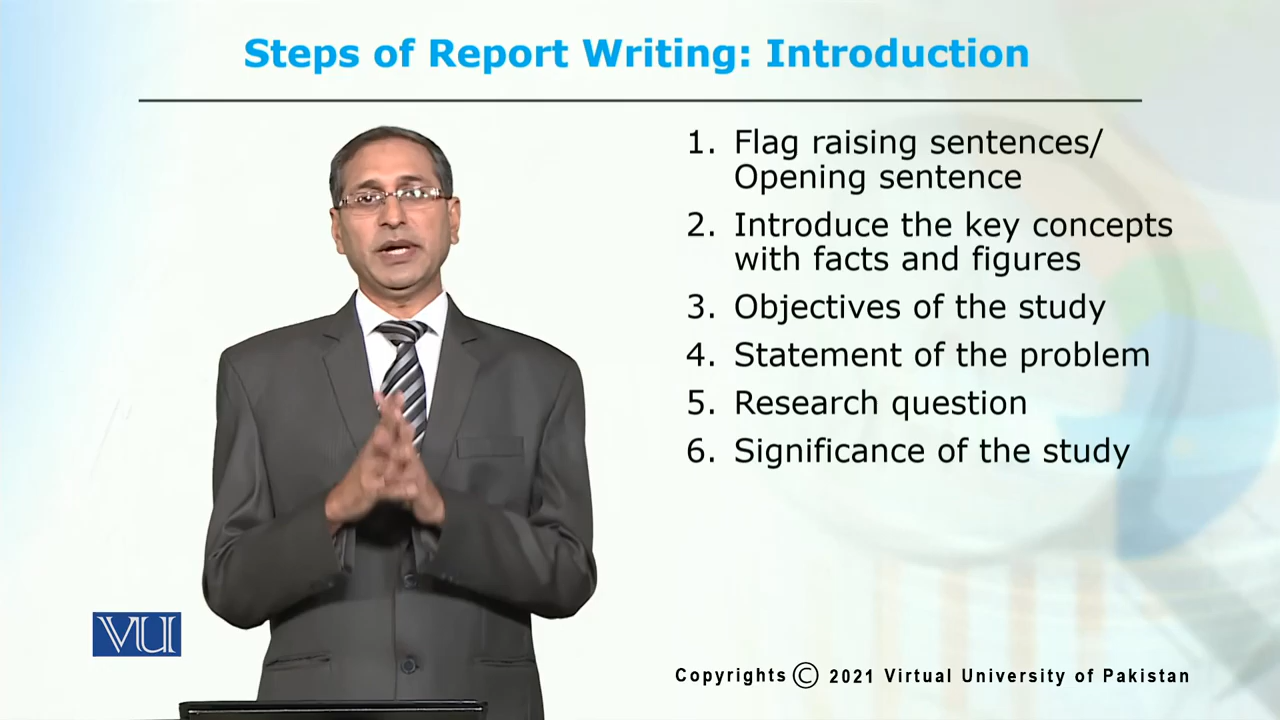 Steps of Report Writing: Introduction
1. Flag raising sentences/
Opening sentence
2. Introduce the key concepts
with facts and figures
3. Objectives of the study
4. Statement of the problem
5. Research question
6. Significance of the study
VU
Copyrights © 2021 Virtual University of Pakistan